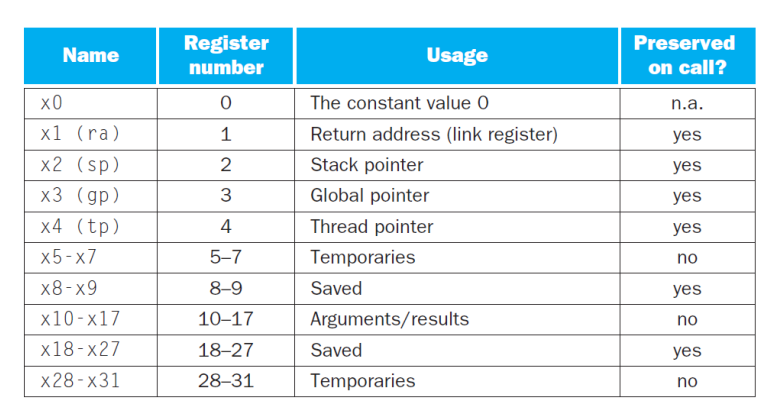 Name Register number Usage Preserved on call?
x0 0 The constant value 0 n.a.
x1 (ra) 1 Return address (link register) yes
x2 (sp) 2 Stack pointer yes
x3 (gp) 3 Global pointer yes
x4 (tp) 4 Thread pointer yes
x5-x7 5–7 Temporaries no
x8-x9 8–9 Saved yes
x10-x17 10–17 Arguments/results no
x18-x27 18–27 Saved yes
x28-x31 28–31 Temporaries no